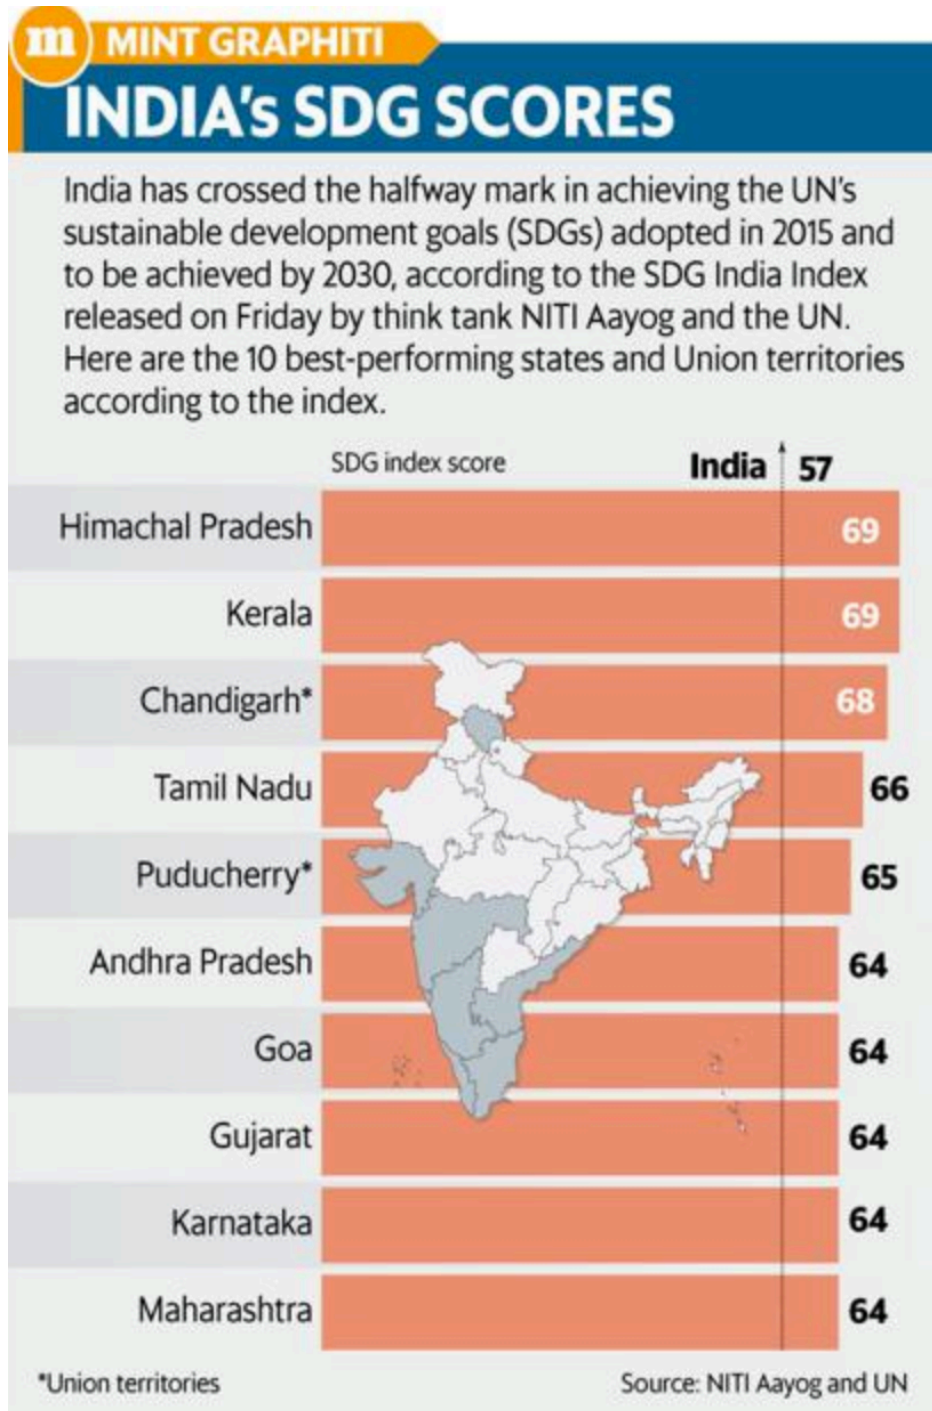 m MINT GRAPHITI
INDIA's SDG SCORES
India has crossed the halfway mark in achieving the UN's
sustainable development goals (SDGs) adopted in 2015 and
to be achieved by 2030, according to the SDG India Index
released on Friday by think tank NITI Aayog and the UN.
Here are the 10 best-performing states and Union territories
according to the index.
SDG index score India 57
Himachal Pradesh 69
Kerala 69
Chandigarh* 68
Tamil Nadu 66
Puducherry* 65
Andhra Pradesh 64
Goa 64
Gujarat 64
Karnataka 64
Maharashtra 64
*Union territories Source: NITI Aayog and UN